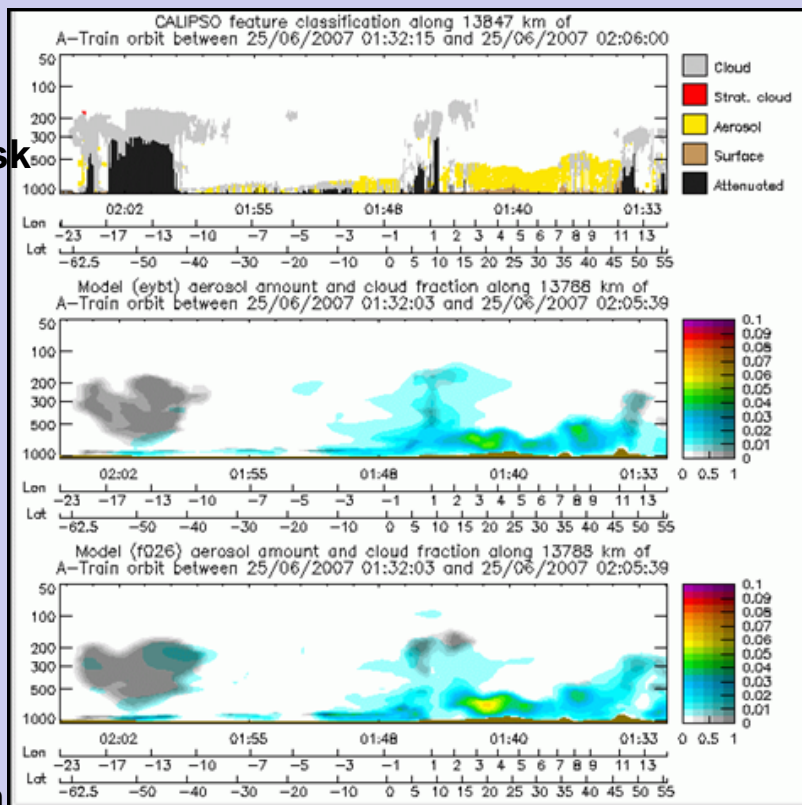 CALIPSO feature classification along 13847 km of
A-Train orbit between 25/06/2007 01:32:15 and 25/06/2007 02:06:00
50
100
200
300
500
1000
Cloud
Strat. cloud
Aerosol
Surface
Attenuated
sk
02:02 01:55 01:48 01:40 01:33
Lon
-23 -17 -13 -10 -7 -5 -3 -1 1 2 3 4 5 6 7 8 9 11 13
Lat
-62.5 -50 -40 -30 -20 -10 0 5 10 15 20 25 30 35 40 45 50 55
Model (eybt) aerosol amount and cloud fraction along 13788 km of
A-Train orbit between 25/06/2007 01:32:03 and 25/06/2007 02:05:39
50
100
200
300
500
1000
0.1
0.09
0.08
0.07
0.06
0.05
0.04
0.03
0.02
0.01
0
0 0.5 1
02:02 01:55 01:48 01:40 01:33
Lon
-23 -17 -13 -10 -7 -5 -3 -1 1 2 3 4 5 6 7 8 9 11 13
Lat
-62.5 -50 -40 -30 -20 -10 0 5 10 15 20 25 30 35 40 45 50 55
Model (f026) aerosol amount and cloud fraction along 13788 km of
A-Train orbit between 25/06/2007 01:32:03 and 25/06/2007 02:05:39
50
100
200
300
500
1000
0.1
0.09
0.08
0.07
0.06
0.05
0.04
0.03
0.02
0.01
0
0 0.5 1
02:02 01:55 01:48 01:40 01:33
Lon
-23 -17 -13 -10 -7 -5 -3 -1 1 2 3 4 5 6 7 8 9 11 13
Lat
-62.5 -50 -40 -30 -20 -10 0 5 10 15 20 25 30 35 40 45 50 55